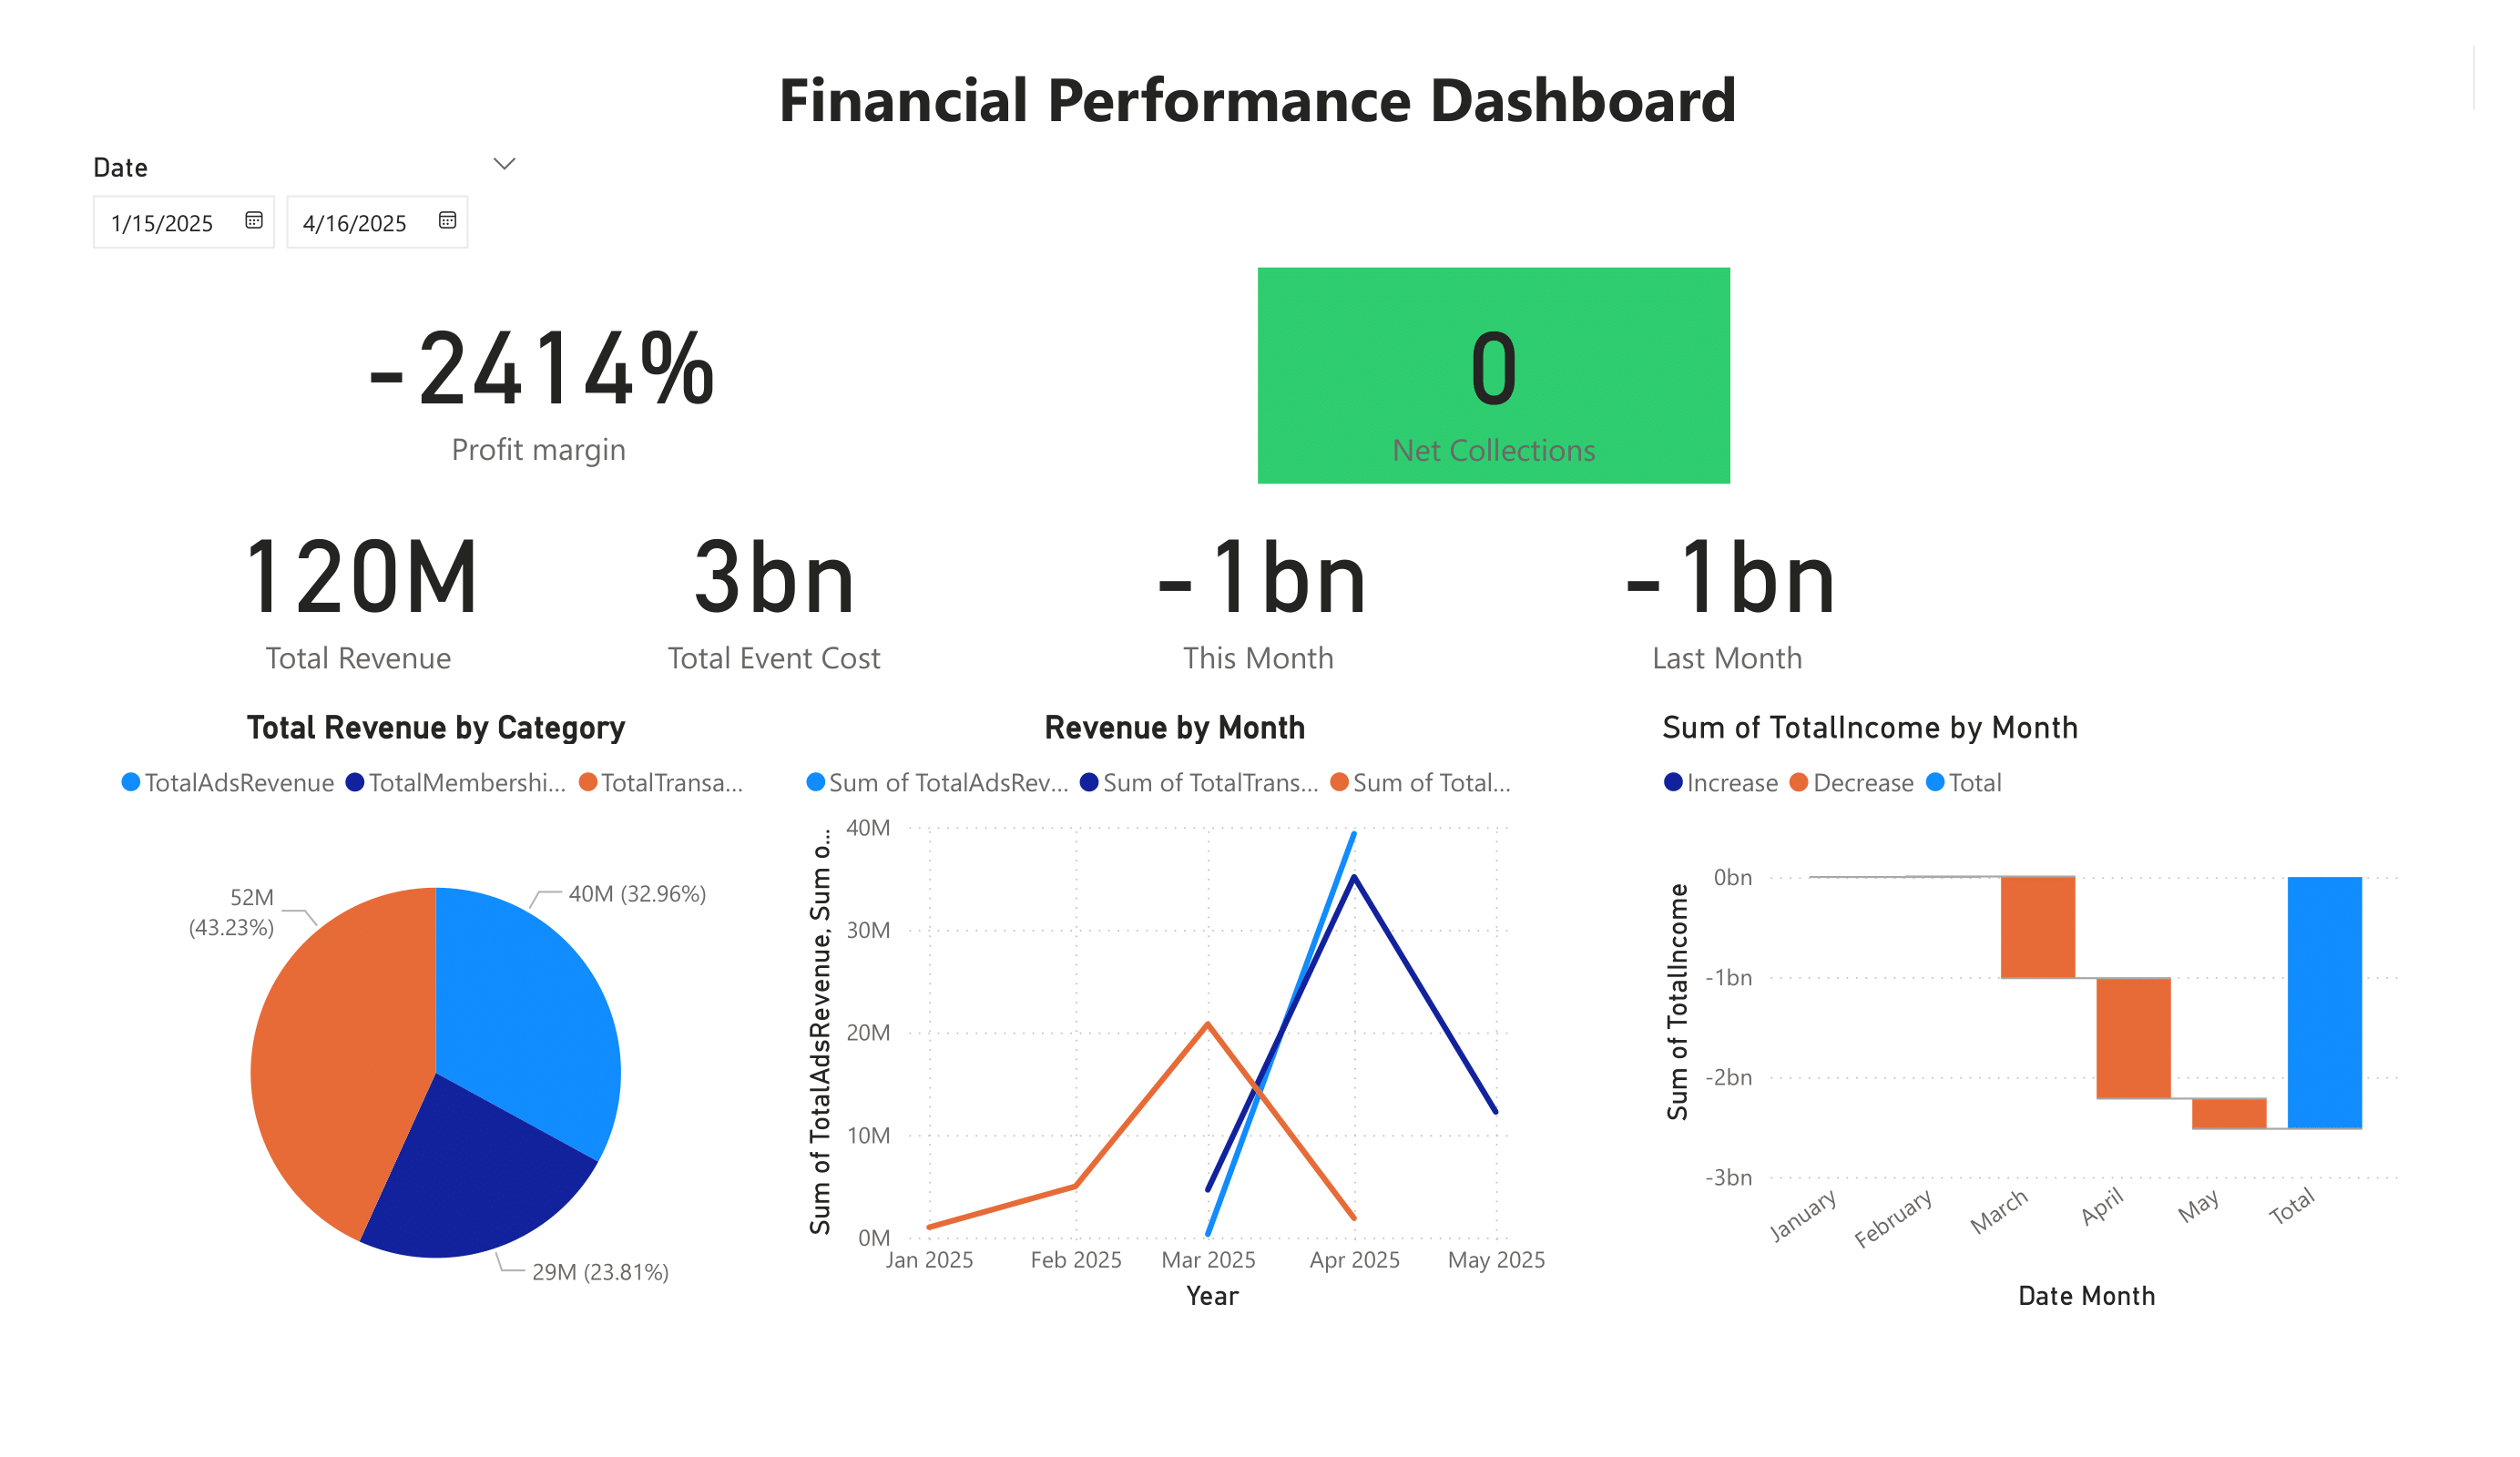 Financial Performance Dashboard
Date
1/15/2025 4/16/2025
-2414%
Profit margin
0
Net Collections
120M
Total Revenue
3bn
Total Event Cost
-1bn
This Month
-1bn
Last Month
Total Revenue by Category
TotalAdsRevenue TotalMembershi... TotalTransa...
52M
(43.23%)
40M (32.96%)
29M (23.81%)
Revenue by Month
Sum of TotalAdsRev... Sum of TotalTrans... Sum of Total...
Sum of TotalAdsRevenue, Sum o...
40M
30M
20M
10M
0M
Jan 2025 Feb 2025 Mar 2025 Apr 2025 May 2025
Year
Sum of TotalIncome by Month
Increase Decrease Total
Sum of TotalIncome
0bn
-1bn
-2bn
-3bn
January February March April May Total
Date Month